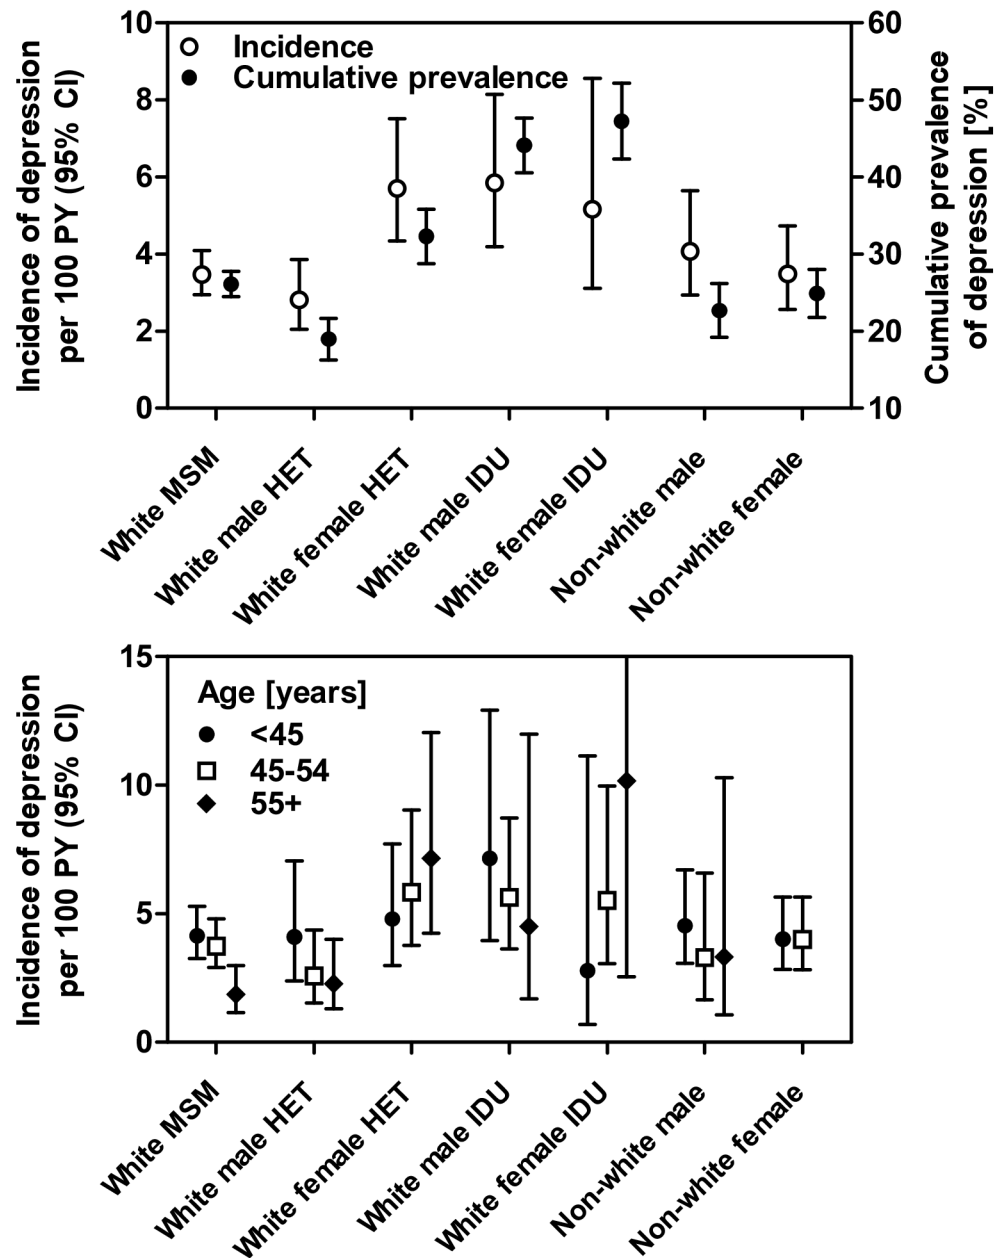 10
8
6
4
2
0
Incidence of depression
per 100 PY (95% CI)
Incidence
Cumulative prevalence
60
50
40
30
20
10
Cumulative prevalence
of depression [%]
White MSM
White male HET
White female HET
White male IDU
White female IDU
Non-white male
Non-white female
15
10
5
0
Incidence of depression
per 100 PY (95% CI)
Age [years]
<45
45-54
55+
White MSM
White male HET
White female HET
White male IDU
White female IDU
Non-white male
Non-white female